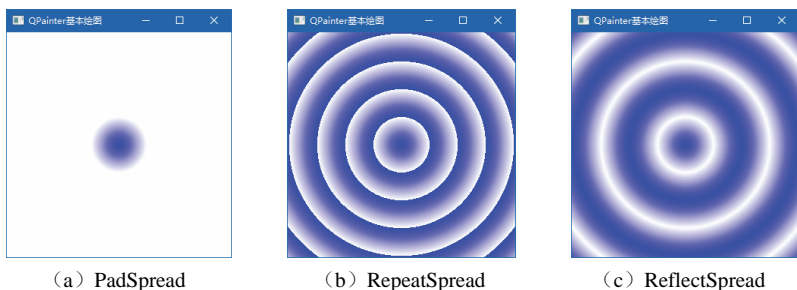 QPainter基本绘图
QPainter基本绘图
QPainter基本绘图
（a）PadSpread
（b）RepeatSpread
（c）ReflectSpread